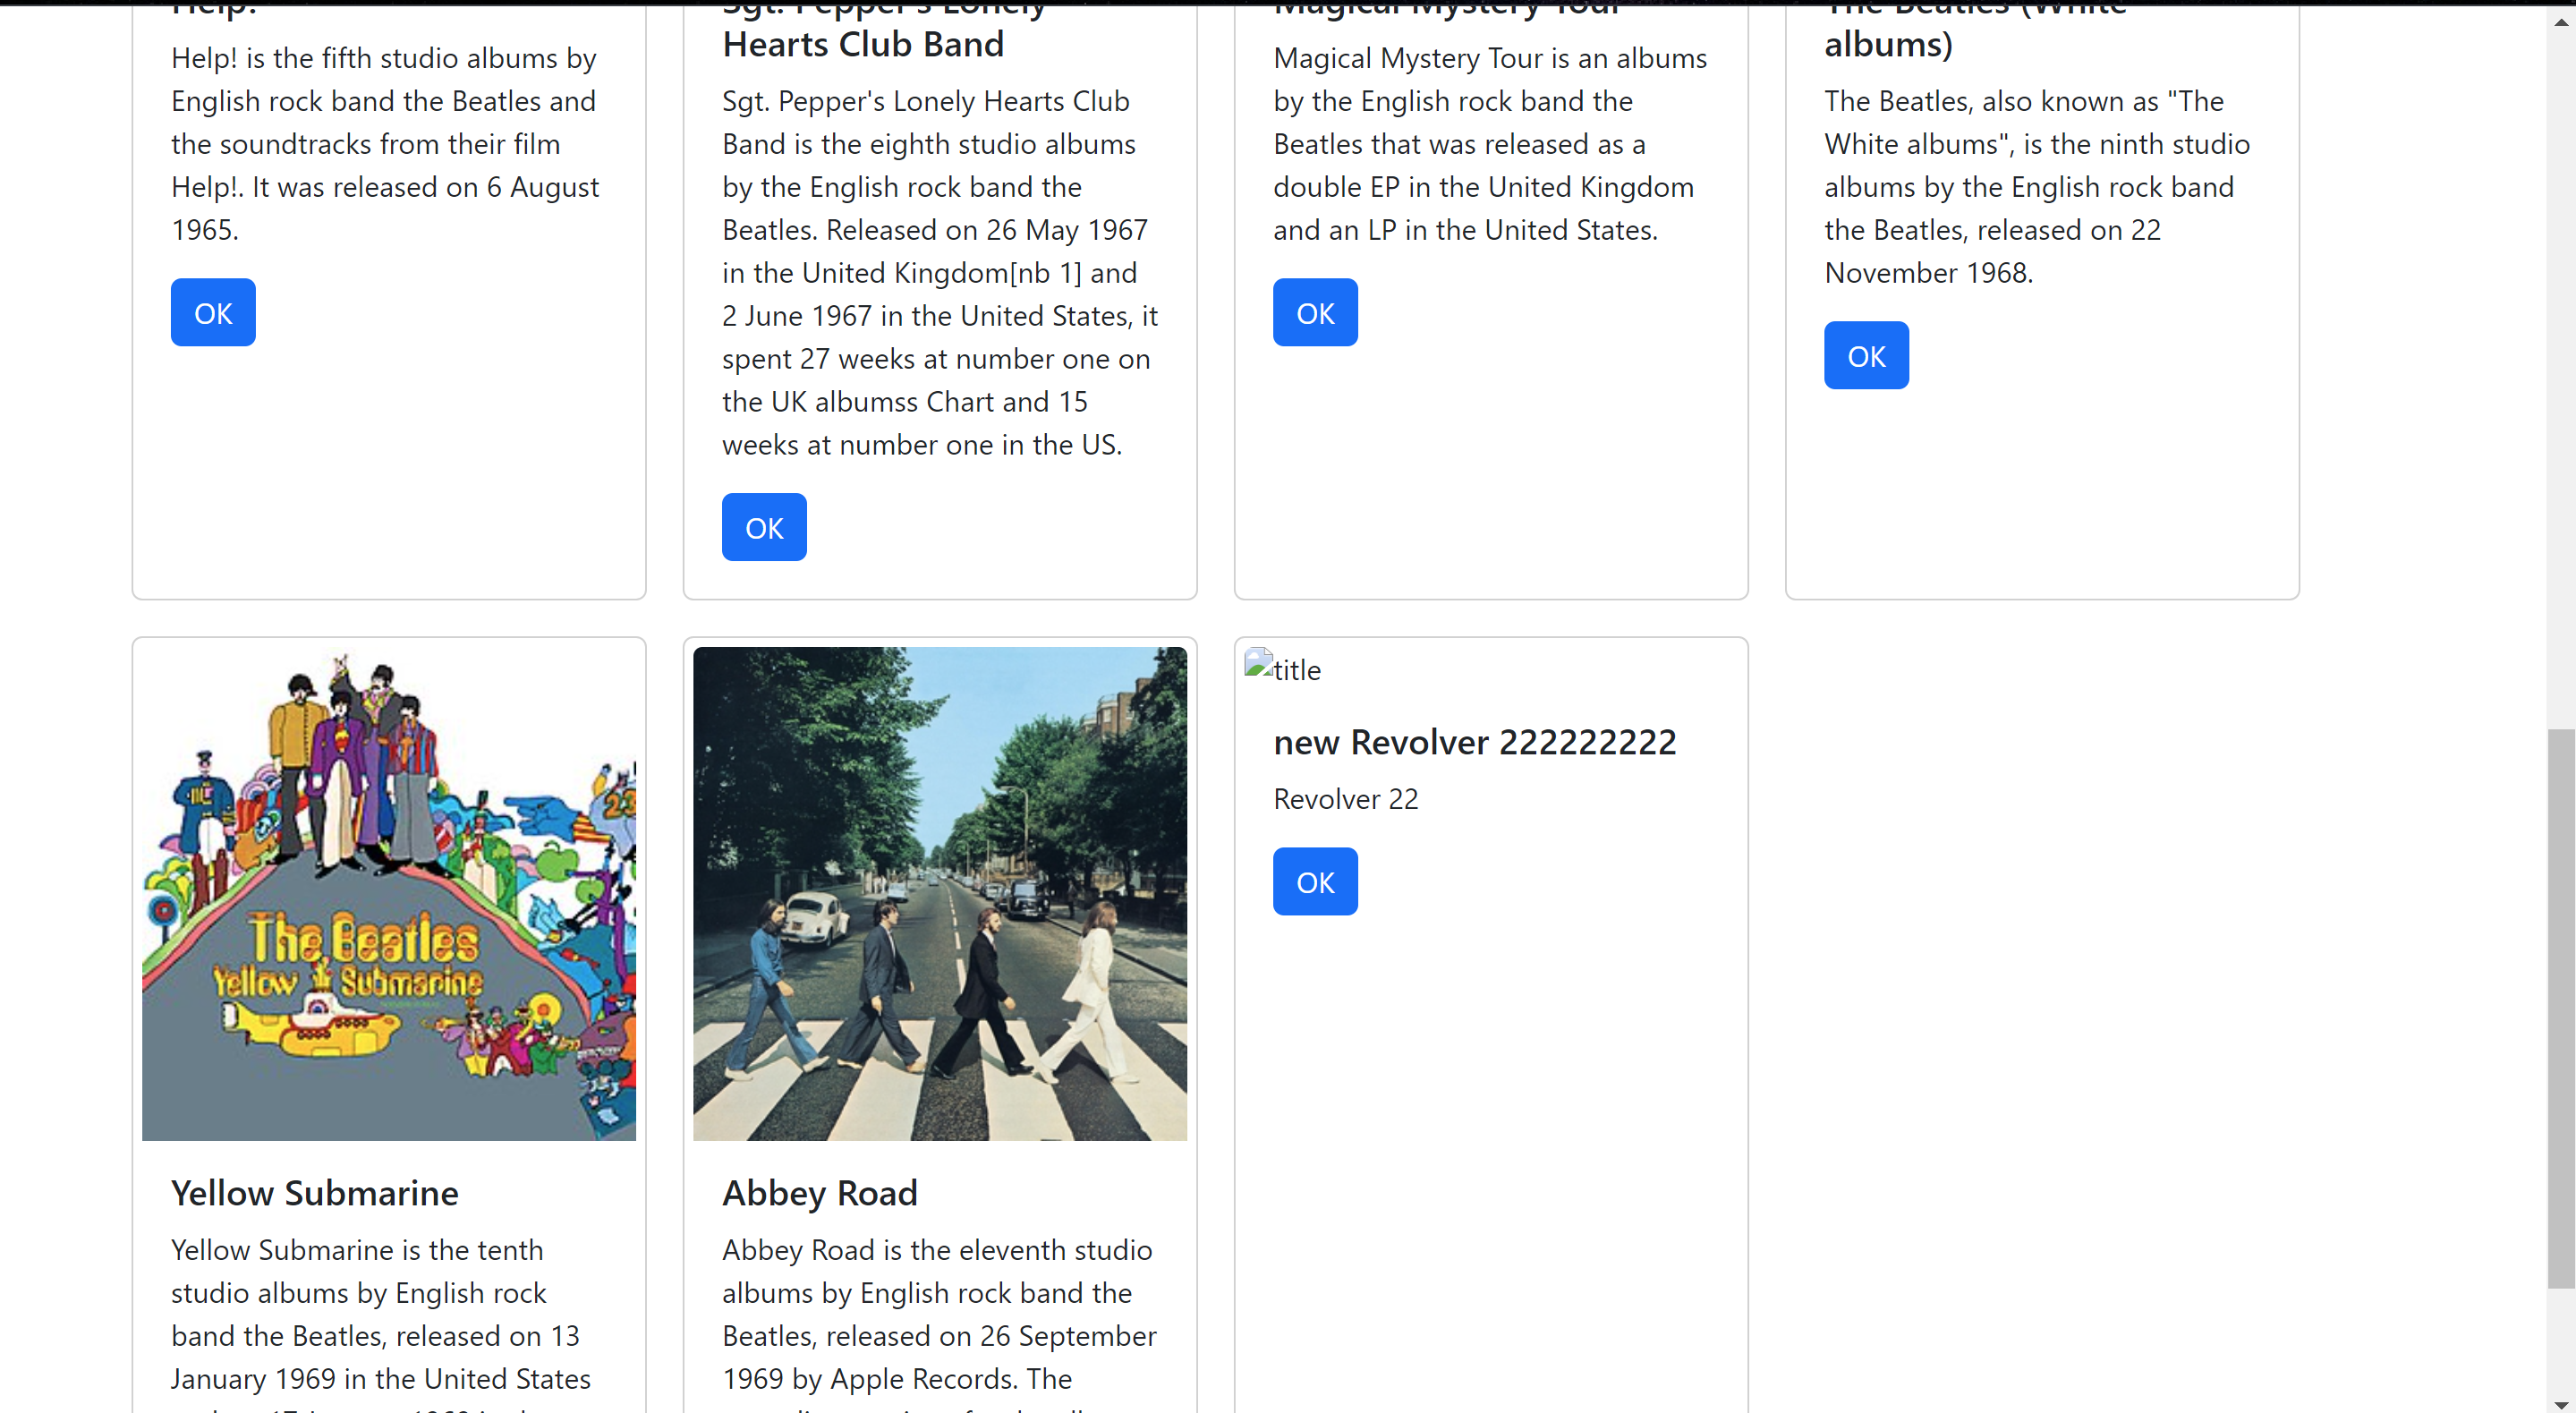 Help!
Help! is the fifth studio albums by
English rock band the Beatles and
the soundtracks from their film
Help!. It was released on 6 August
1965.
OK
Sgt. Pepper's Lonely
Hearts Club Band
Sgt. Pepper's Lonely Hearts Club
Band is the eighth studio albums
by the English rock band the
Beatles. Released on 26 May 1967
in the United Kingdom[nb 1] and
2 June 1967 in the United States, it
spent 27 weeks at number one on
the UK albumss Chart and 15
weeks at number one in the US.
OK
Magical Mystery Tour
Magical Mystery Tour is an albums
by the English rock band the
Beatles that was released as a
double EP in the United Kingdom
and an LP in the United States.
OK
The Beatles (White
albums)
The Beatles, also known as "The
White albums", is the ninth studio
albums by the English rock band
the Beatles, released on 22
November 1968.
OK
The Beatles
Yellow Submarine
Yellow Submarine
Yellow Submarine is the tenth
studio albums by English rock
band the Beatles, released on 13
January 1969 in the United States
Abbey Road
Abbey Road is the eleventh studio
albums by English rock band the
Beatles, released on 26 September
1969 by Apple Records. The
title
new Revolver 222222222
Revolver 22
OK